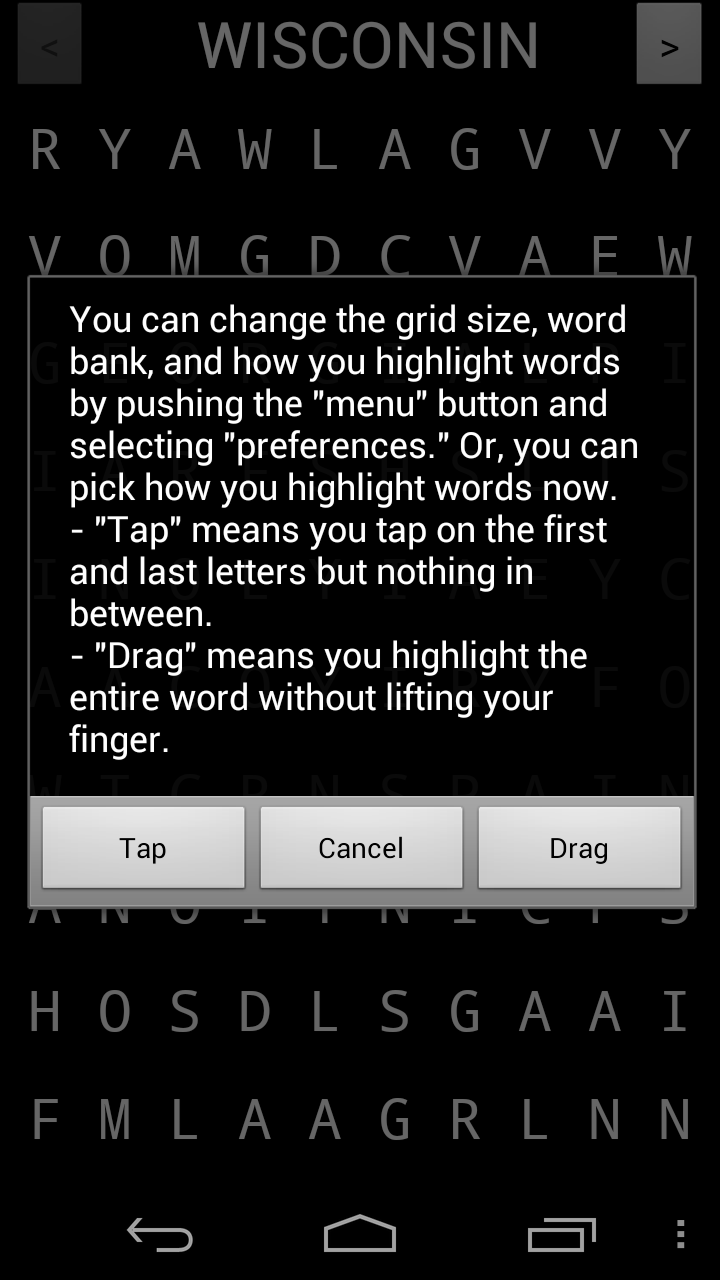 < WISCONSIN >
R Y A W L A G V V Y
V O M G D C V A E W
You can change the grid size, word
bank, and how you highlight words
by pushing the "menu" button and
selecting "preferences." Or, you can
pick how you highlight words now.
- "Tap" means you tap on the first
and last letters but nothing in
between.
- "Drag" means you highlight the
entire word without lifting your
finger.
Tap Cancel Drag
H O S D L S G A A I
F M L A A G R L N N